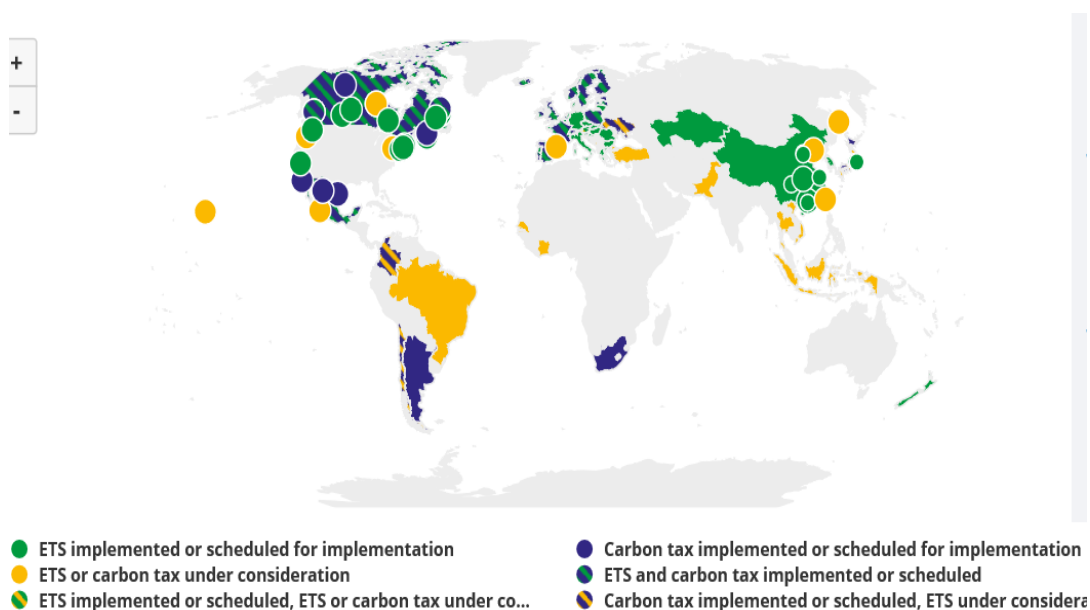 +
-
ETS implemented or scheduled for implementation
Carbon tax implemented or scheduled for implementation
ETS or carbon tax under consideration
ETS and carbon tax implemented or scheduled
ETS implemented or scheduled, ETS or carbon tax under co...
Carbon tax implemented or scheduled, ETS under consider